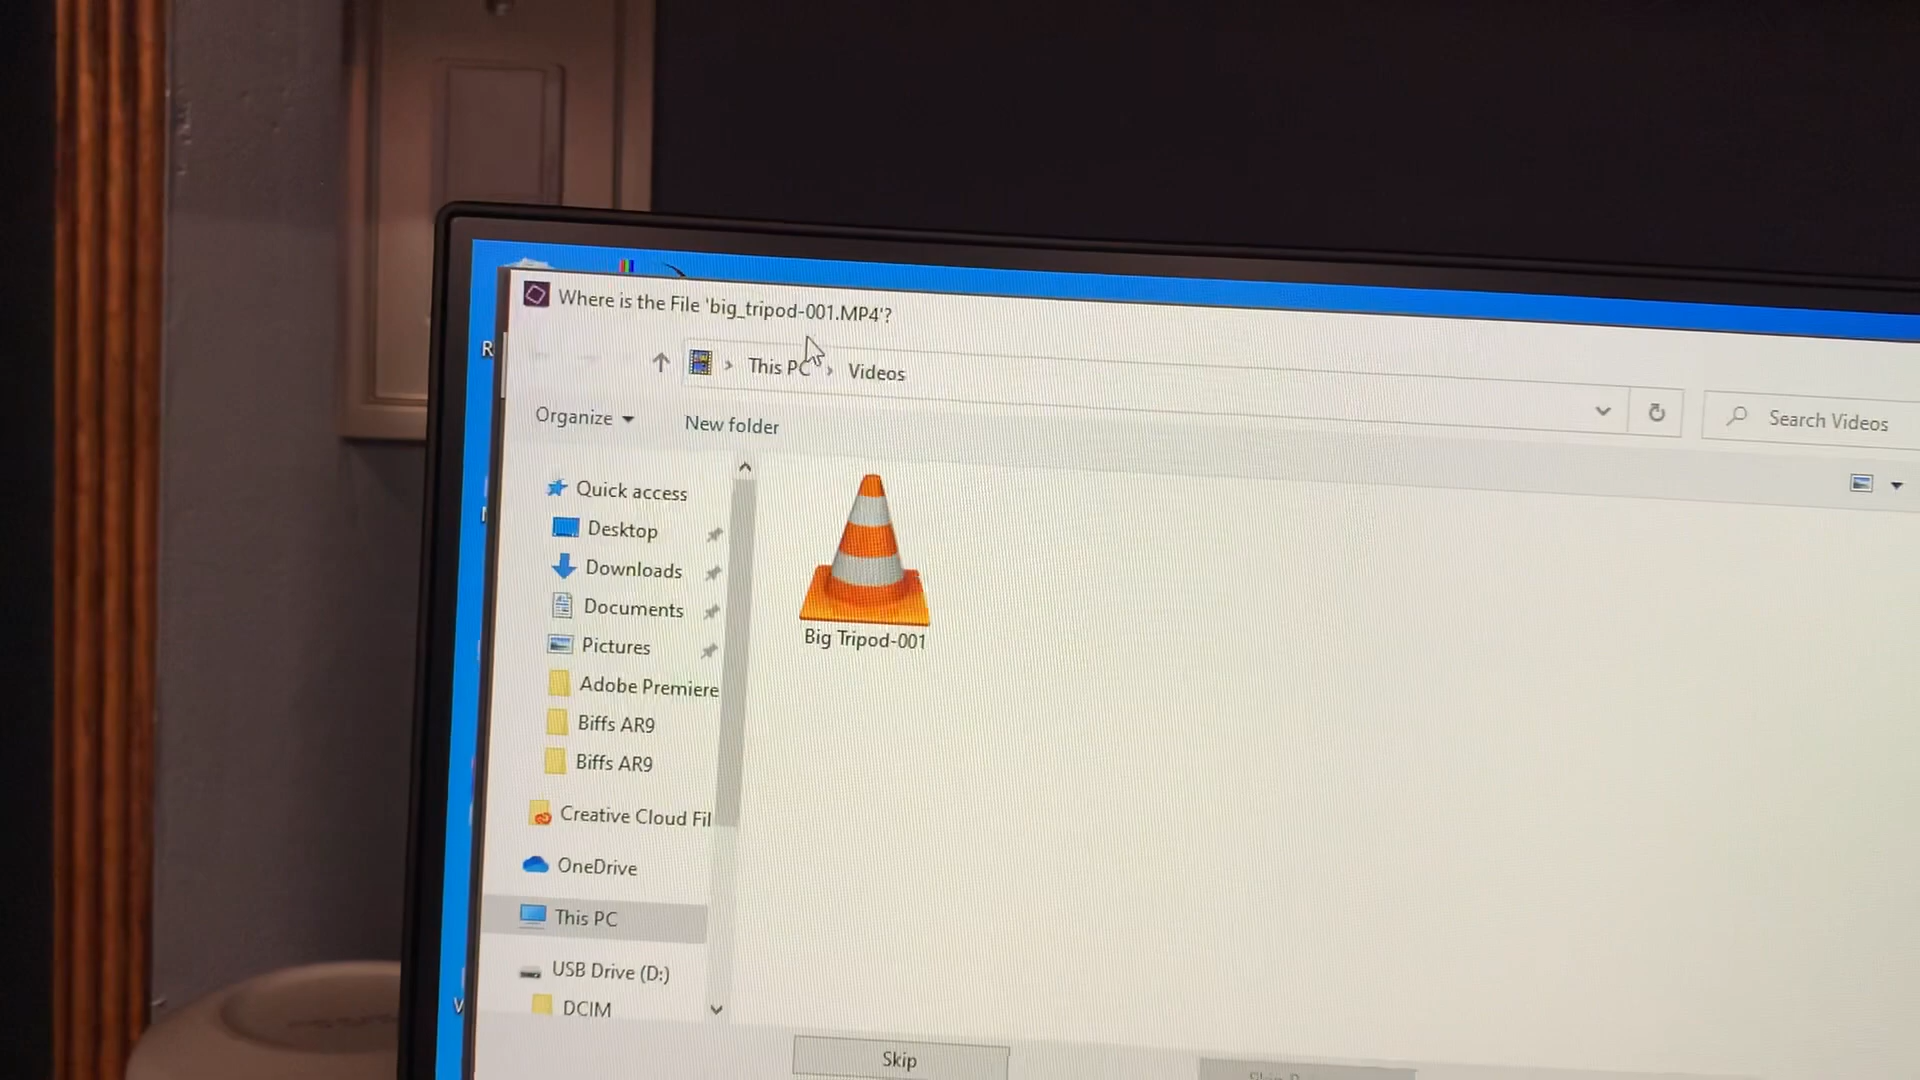 Where is the File 'big_tripod-001.MP4'?
This PC
Videos
Search Videos
Organize
New folder
Quick access
Desktop
Downloads
Documents
Pictures
Adobe Premiere
Biffs AR9
Biffs AR9
Creative Cloud Fil
OneDrive
This PC
USB Drive (D:)
DCIM
Big Tripod-001
Skip
R
V